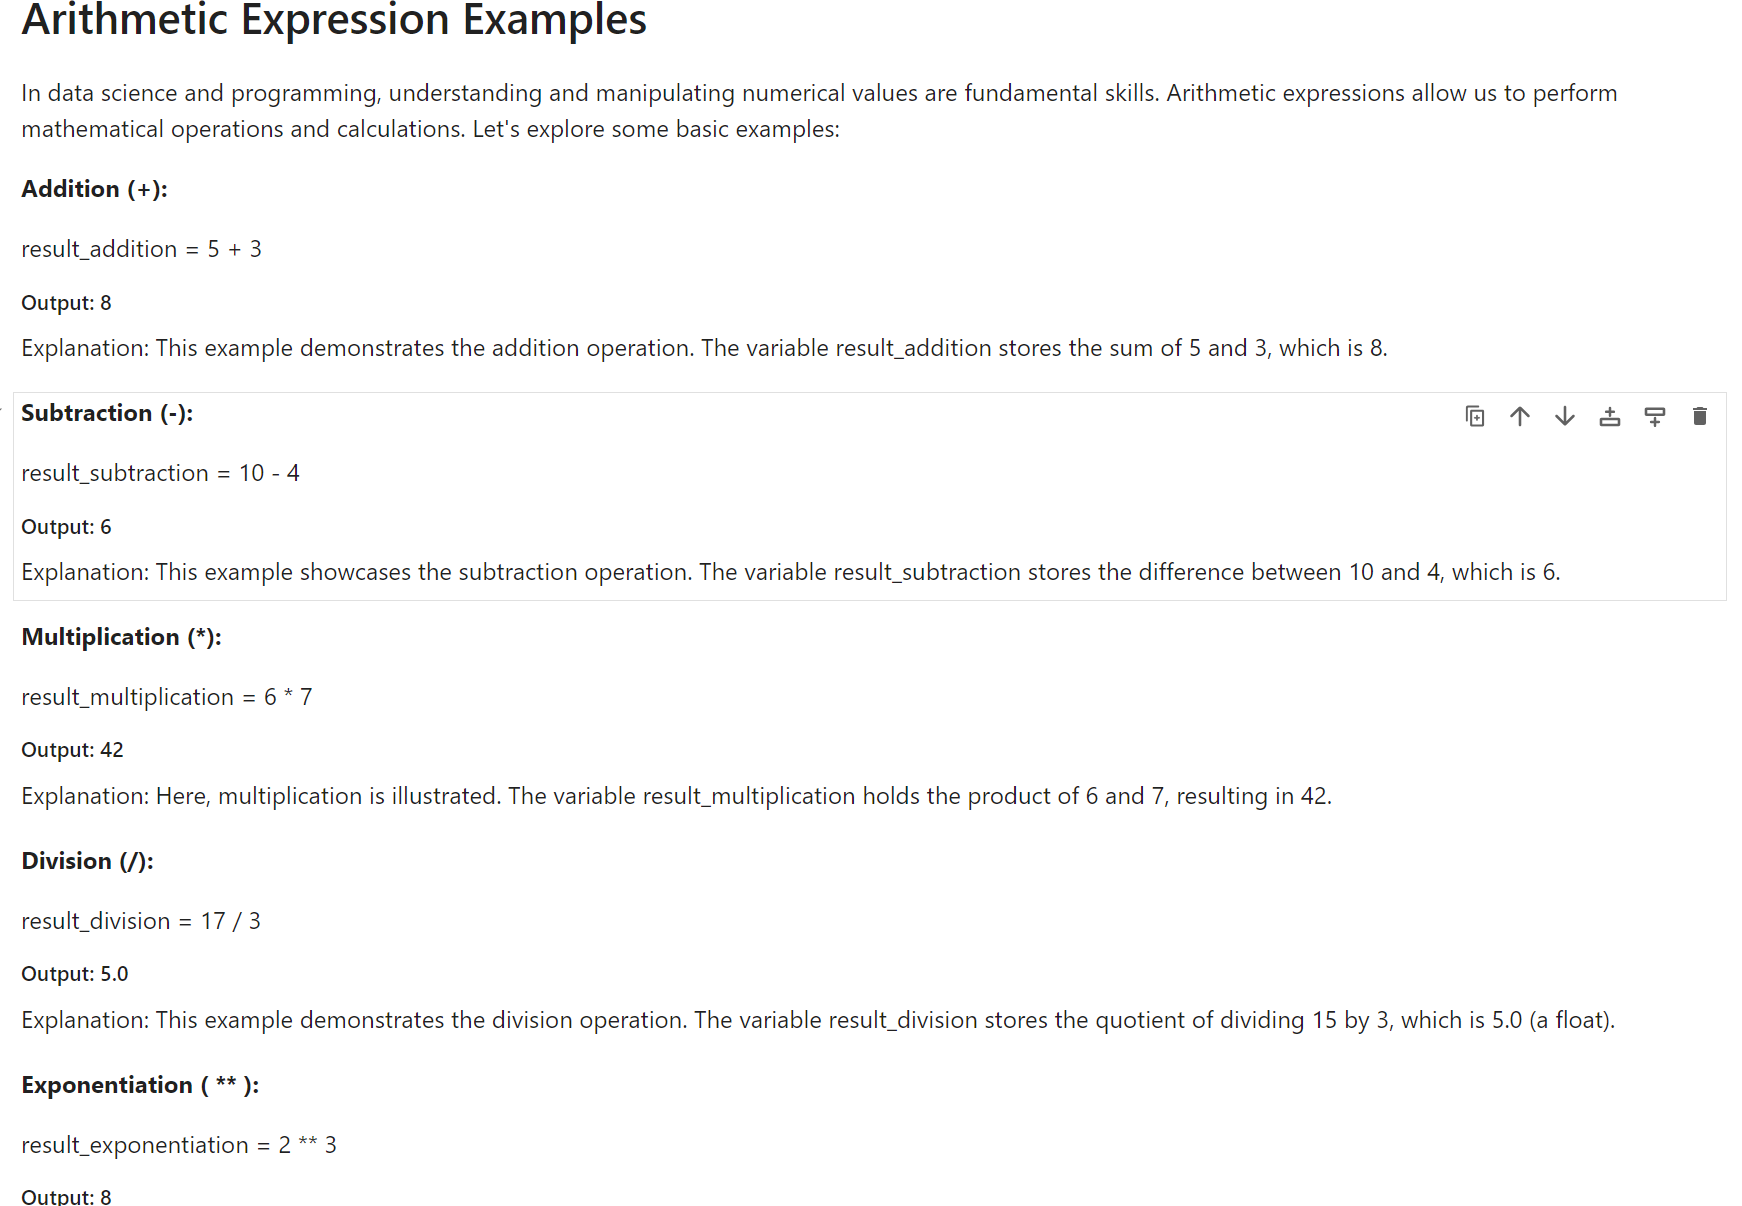 Arithmetic Expression Examples
In data science and programming, understanding and manipulating numerical values are fundamental skills. Arithmetic expressions allow us to perform
mathematical operations and calculations. Let's explore some basic examples:
Addition (+):
result_addition = 5 + 3
Output: 8
Explanation: This example demonstrates the addition operation. The variable result_addition stores the sum of 5 and 3, which is 8.
Subtraction (-):
result_subtraction = 10 - 4
Output: 6
Explanation: This example showcases the subtraction operation. The variable result_subtraction stores the difference between 10 and 4, which is 6.
Multiplication (*):
result_multiplication = 6 * 7
Output: 42
Explanation: Here, multiplication is illustrated. The variable result_multiplication holds the product of 6 and 7, resulting in 42.
Division (/):
result_division = 17 / 3
Output: 5.0
Explanation: This example demonstrates the division operation. The variable result_division stores the quotient of dividing 15 by 3, which is 5.0 (a float).
Exponentiation ( ** ):
result_exponentiation = 2 ** 3
Output: 8